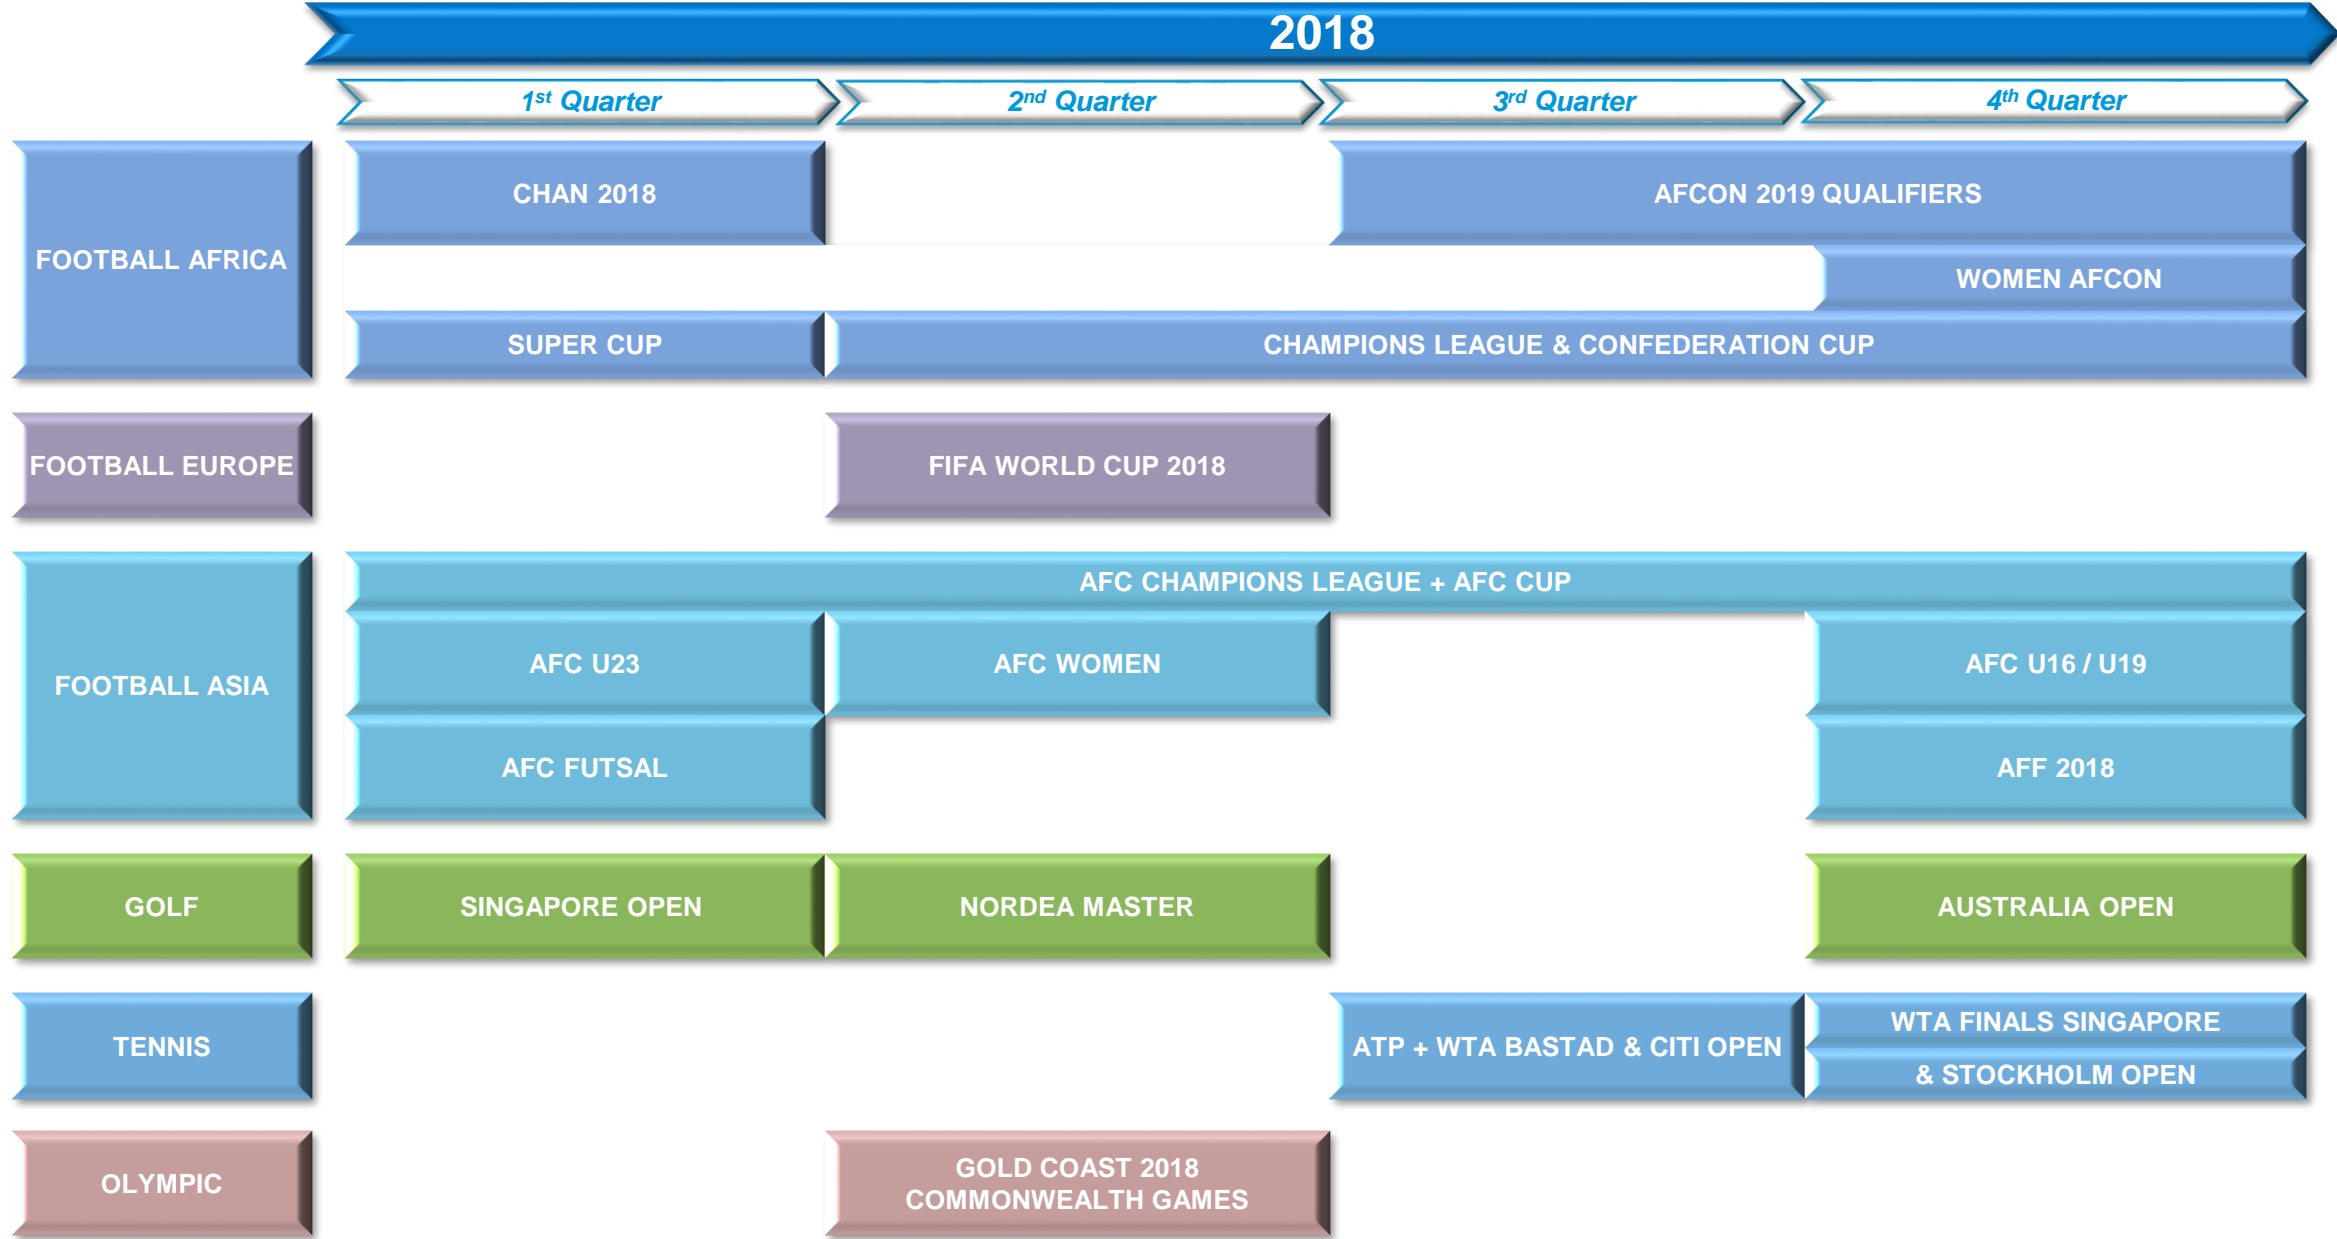 2018
1st Quarter
2nd Quarter
3rd Quarter
4th Quarter
FOOTBALL AFRICA
CHAN 2018
AFCON 2019 QUALIFIERS
WOMEN AFCON
SUPER CUP
CHAMPIONS LEAGUE & CONFEDERATION CUP
FOOTBALL EUROPE
FIFA WORLD CUP 2018
FOOTBALL ASIA
AFC CHAMPIONS LEAGUE + AFC CUP
AFC U23
AFC WOMEN
AFC U16 / U19
AFC FUTSAL
AFF 2018
GOLF
SINGAPORE OPEN
NORDEA MASTER
AUSTRALIA OPEN
TENNIS
ATP + WTA BASTAD & CITI OPEN
WTA FINALS SINGAPORE
& STOCKHOLM OPEN
OLYMPIC
GOLD COAST 2018
COMMONWEALTH GAMES